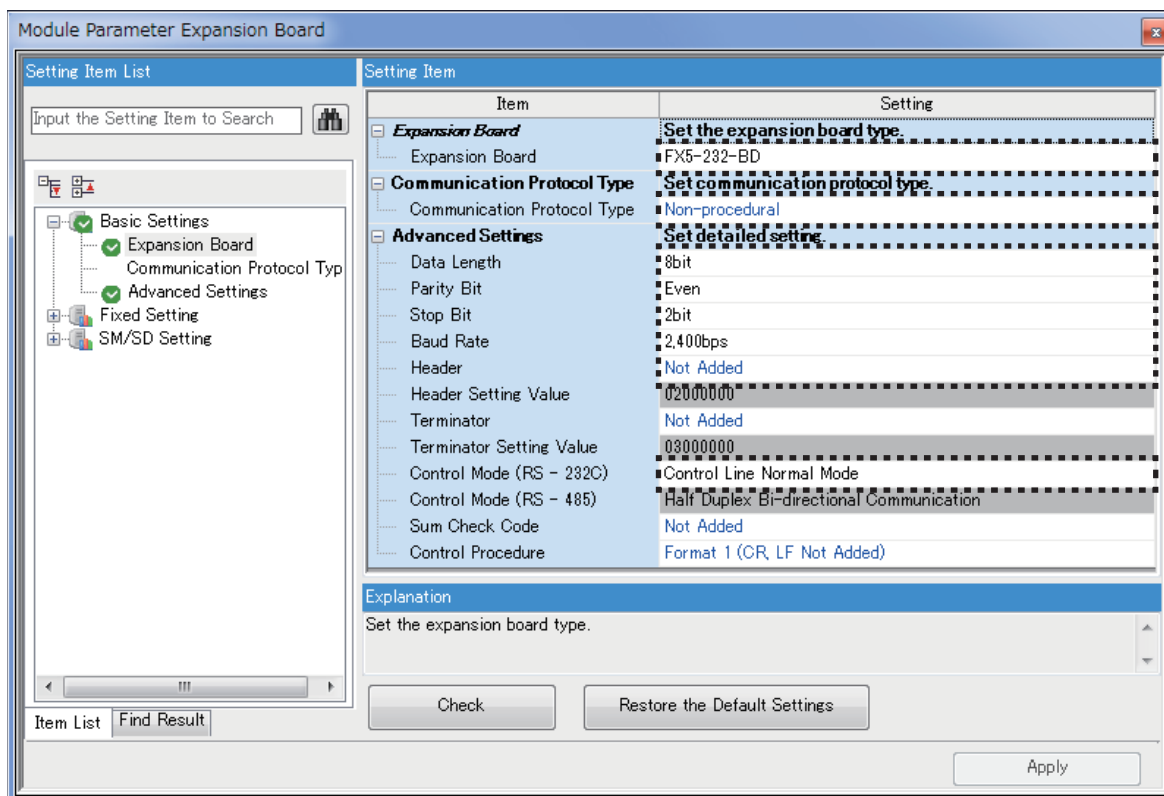 Module Parameter Expansion Board
Setting Item List
Input the Setting Item to Search
Basic Settings
Expansion Board
Communication Protocol Typ
Advanced Settings
Fixed Setting
SM/SD Setting
Item List Find Result
Setting Item
Item Setting
Expansion Board Set the expansion board type.
Expansion Board FX5-232-BD
Communication Protocol Type Set communication protocol type.
Communication Protocol Type Non-procedural
Advanced Settings Set detailed setting.
Data Length 8bit
Parity Bit Even
Stop Bit 2bit
Baud Rate 2,400bps
Header Not Added
Header Setting Value 02000000
Terminator Not Added
Terminator Setting Value 03000000
Control Mode (RS - 232C) Control Line Normal Mode
Control Mode (RS - 485) Half Duplex Bi-directional Communication
Sum Check Code Not Added
Control Procedure Format 1 (CR, LF Not Added)
Explanation
Set the expansion board type.
Check Restore the Default Settings
Apply